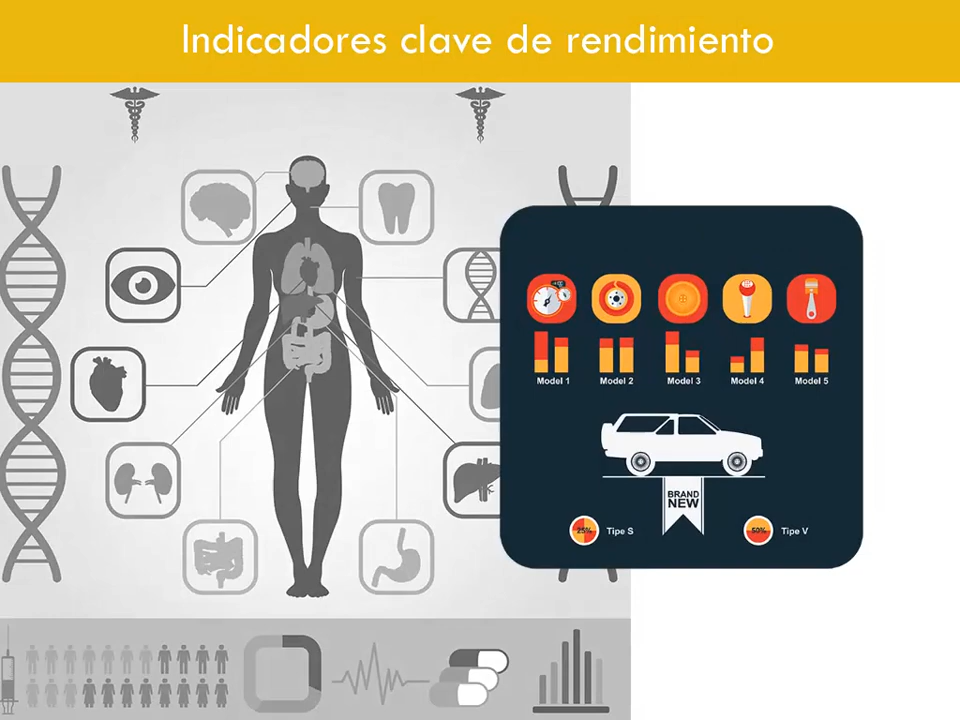 Indicadores clave de rendimiento
Model 1
Model 2
Model 3
Model 4
Model 5
BRAND
NEW
25%
Tipe S
50%
Tipe V